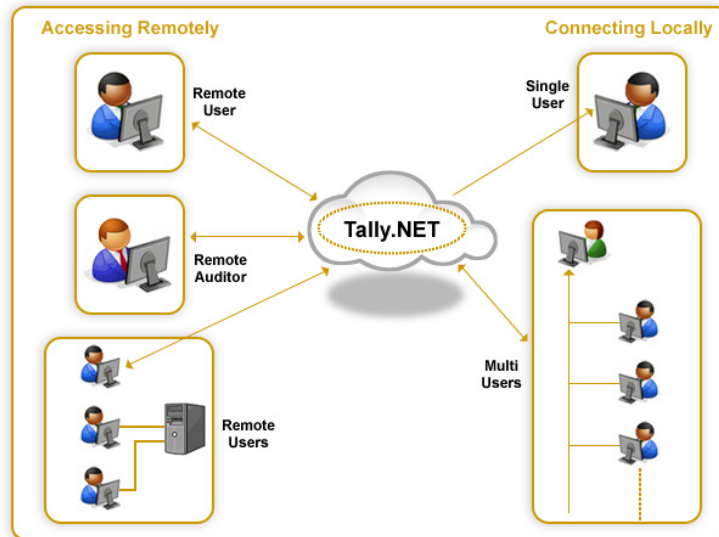 Accessing Remotely
Connecting Locally
Remote
User
Single
User
Tally.NET
Remote
Auditor
Multi
Users
Remote
Users